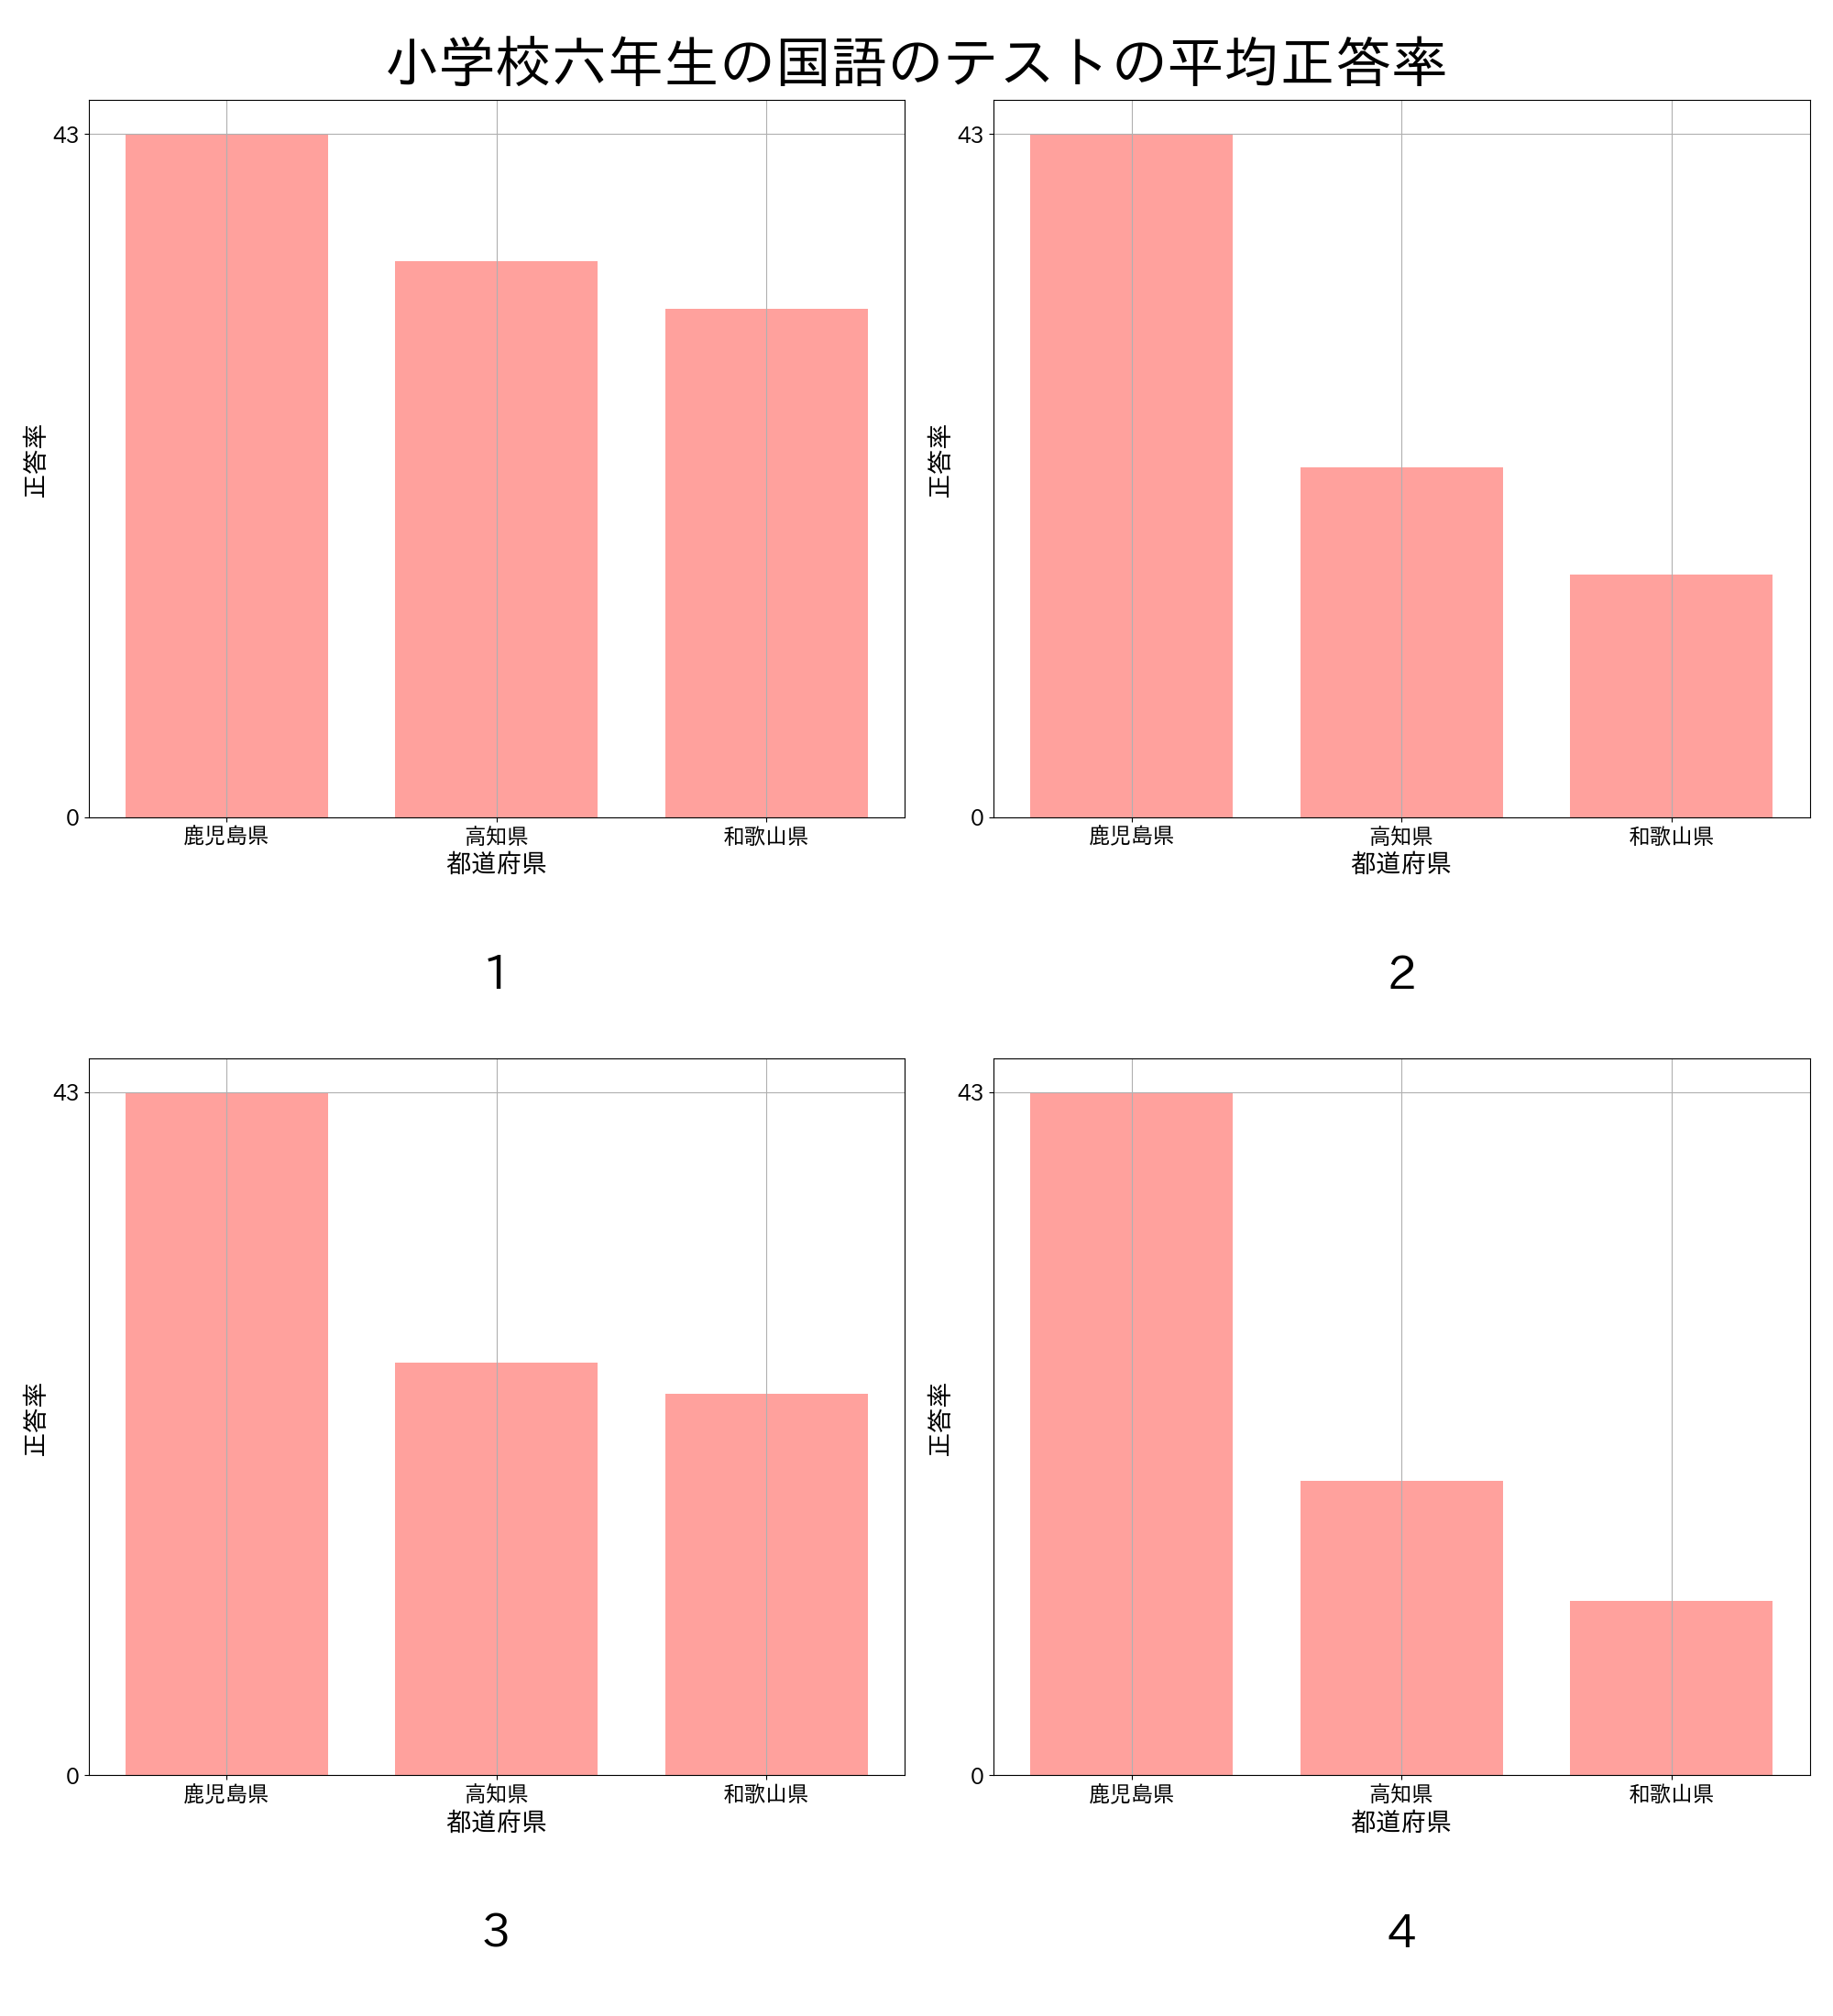 小学校六年生の国語のテストの平均正答率
43
0
正答率
鹿児島県
高知県
和歌山県
都道府県
1
43
0
正答率
鹿児島県
高知県
和歌山県
都道府県
2
43
0
正答率
鹿児島県
高知県
和歌山県
都道府県
3
43
0
正答率
鹿児島県
高知県
和歌山県
都道府県
4